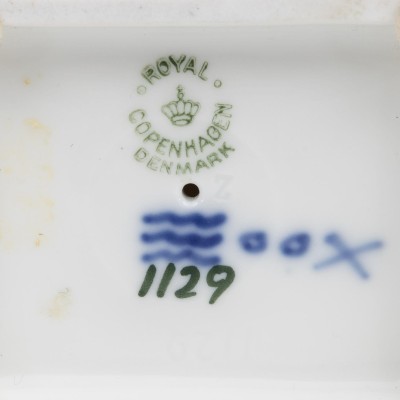 ROYAL
COPENHAGEN
DENMARK
Z
oox
1129